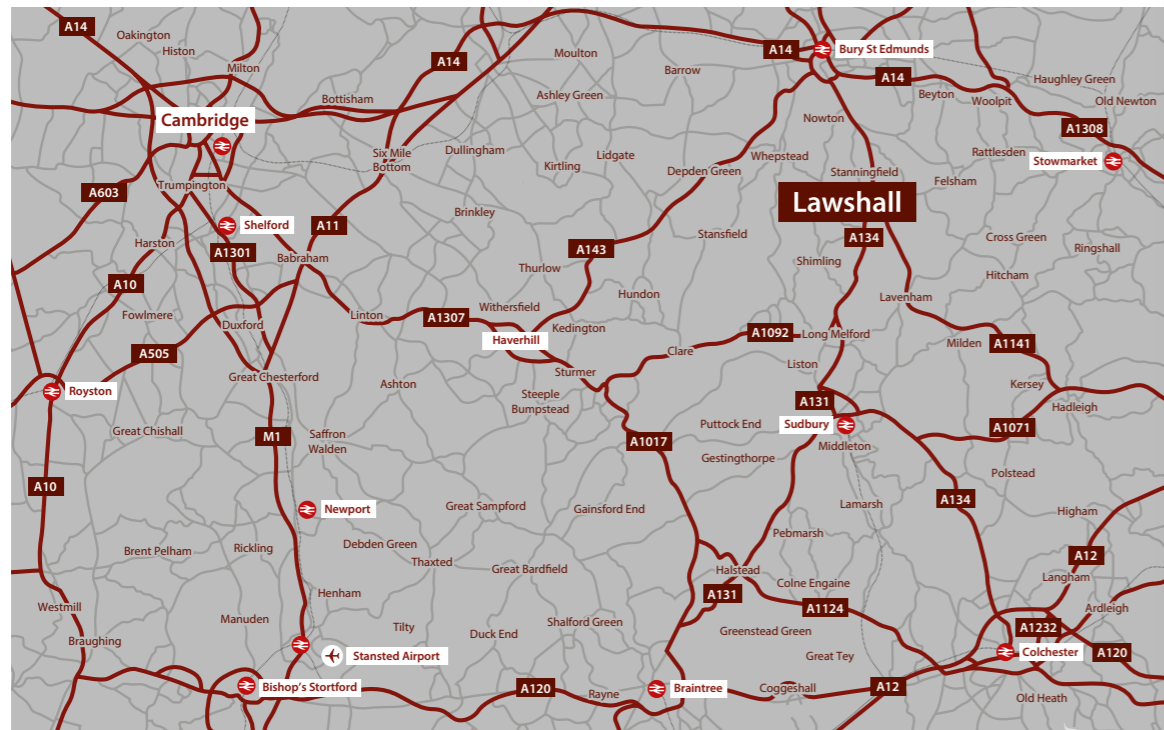 A14
Oakington
Histon
Milton
A14
Moulton
A14
Bury St Edmunds
Barrow
A14
Haughley Green
Beyton
Woolpit
Old Newton
Bottisham
Ashley Green
Cambridge
Nowton
A1308
Six Mile
Bottom
Dullingham
Lidgate
Kirtling
Whepstead
Depden Green
Stanningfield
Rattlesden
Stowmarket
Felsham
A603
Trumpington
Lawshall
Brinkley
Shelford
A11
Stansfield
A134
Cross Green
Ringshall
Harston
A1301
Babraham
A143
Shimling
Thurlow
Hitcham
A10
Hundon
Lavenham
Fowlmere
Duxford
Linton
A1307
Withersfield
Kedington
Haverhill
A1092
Long Melford
Milden
A1141
A505
Clare
Liston
Great Chesterford
Ashton
Sturmer
Kersey
Royston
Steeple
Bumpstead
A131
Hadleigh
Great Chishall
M1
Saffron
Walden
A1017
Puttock End
Sudbury
A1071
Middleton
Gestingthorpe
Polstead
A10
Newport
Great Sampford
Gainsford End
Lamarsh
A134
Higham
Pebmarsh
Brent Pelham
Rickling
Debden Green
Thaxted
Great Bardfield
Halstead
A12
Colne Engaine
Langham
Henham
A131
A1124
Westmill
Ardleigh
Manuden
Tilty
Duck End
Shalford Green
Greenstead Green
A1232
Braughing
Stansted Airport
Great Tey
Colchester
A120
Bishop's Stortford
A120
Rayne
Braintree
Coggeshall
A12
Old Heath